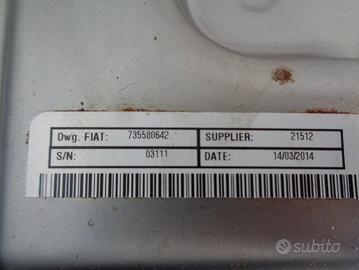 Dwg. FIAT: 735580642 SUPPLIER: 21512
S/N: 03111 DATE: 14/03/2014
subito